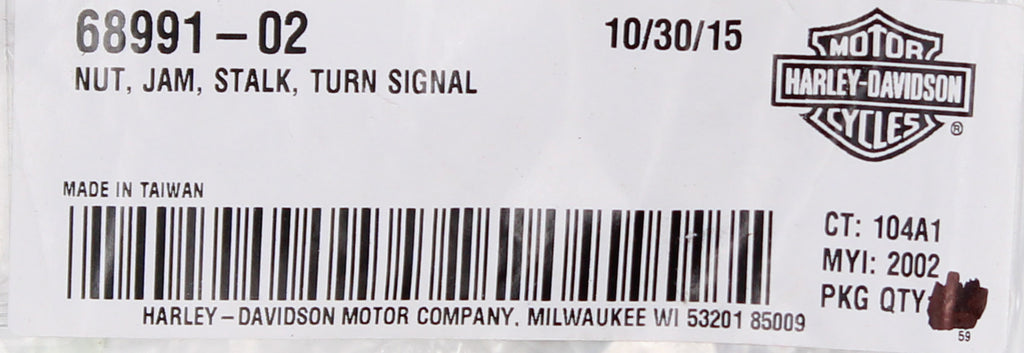 68991-02
10/30/15
NUT, JAM, STALK, TURN SIGNAL
MOTOR
HARLEY-DAVIDSON
CYCLES
®
MADE IN TAIWAN
CT: 104A1
MYI: 2002
PKG QTY
HARLEY-DAVIDSON MOTOR COMPANY. MILWAUKEE WI 53201 85009
59